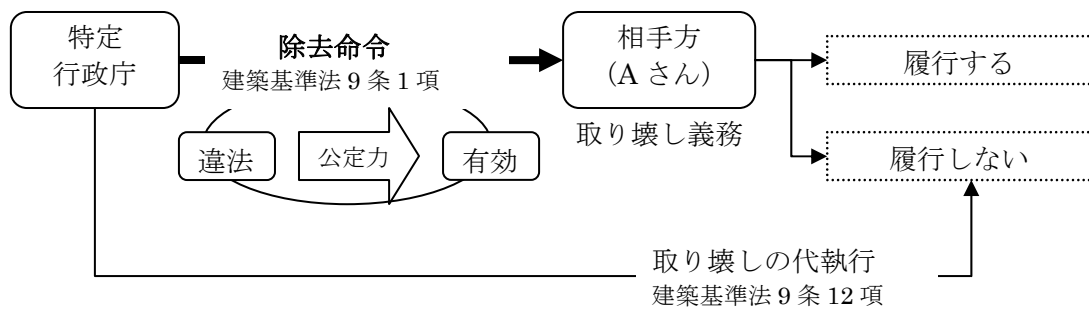 特定
行政庁
除去命令
建築基準法 9 条 1 項
違法
公定力
有効
相手方
（A さん）
取り壊し義務
履行する
履行しない
取り壊しの代執行
建築基準法 9 条 12 項